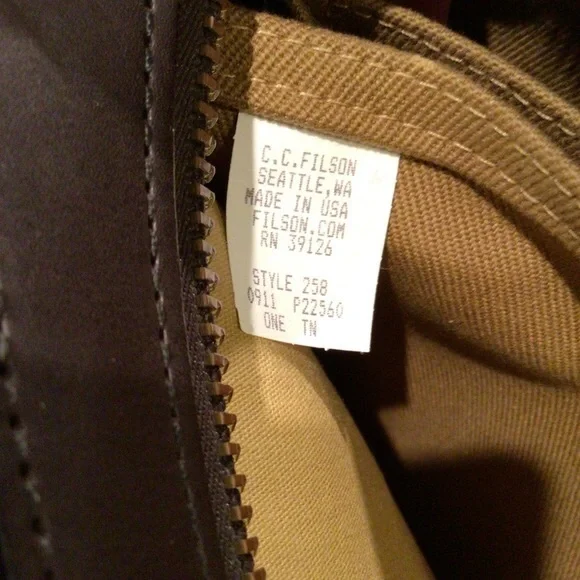 C.C.FILSON
SEATTLE,WA
MADE IN USA
FILSON.COM
RN 39126
STYLE 258
0911 P22560
ONE TN